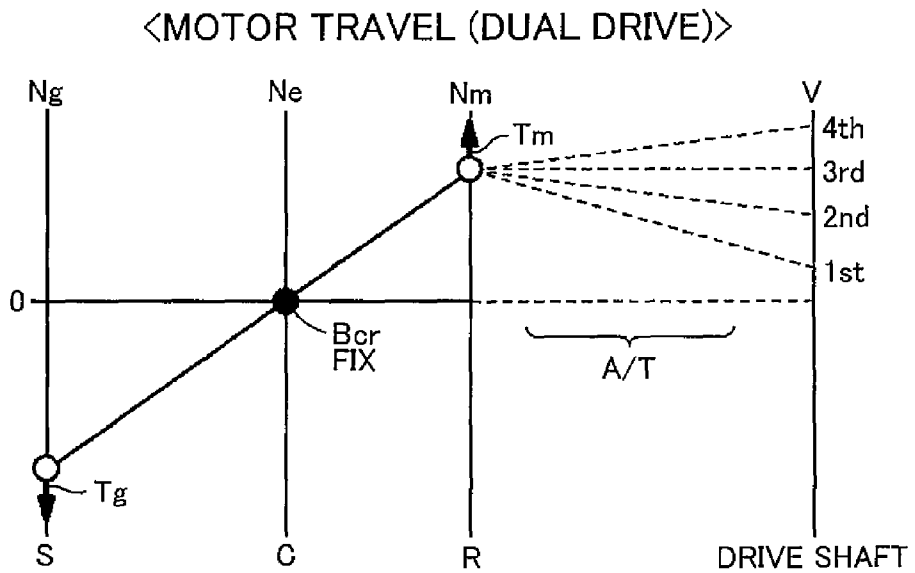 <MOTOR TRAVEL (DUAL DRIVE)>
Ng Ne Nm V
Tm
4th
3rd
2nd
1st
0
Bcr
FIX
A/T
Tg
S C R DRIVE SHAFT